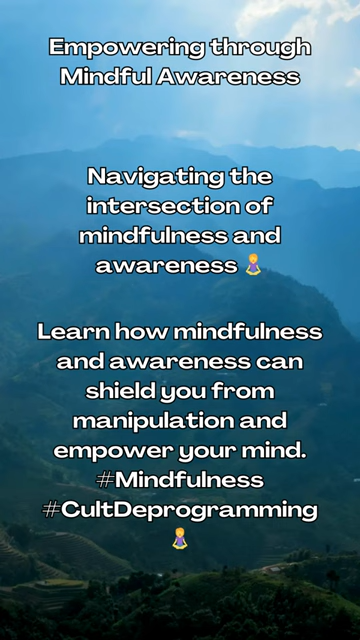 Empowering through
Mindful Awareness
Navigating the
intersection of
mindfulness and
awareness 🧘‍♀️
Learn how mindfulness
and awareness can
shield you from
manipulation and
empower your mind.
#Mindfulness
#CultDeprogramming
🧘‍♀️